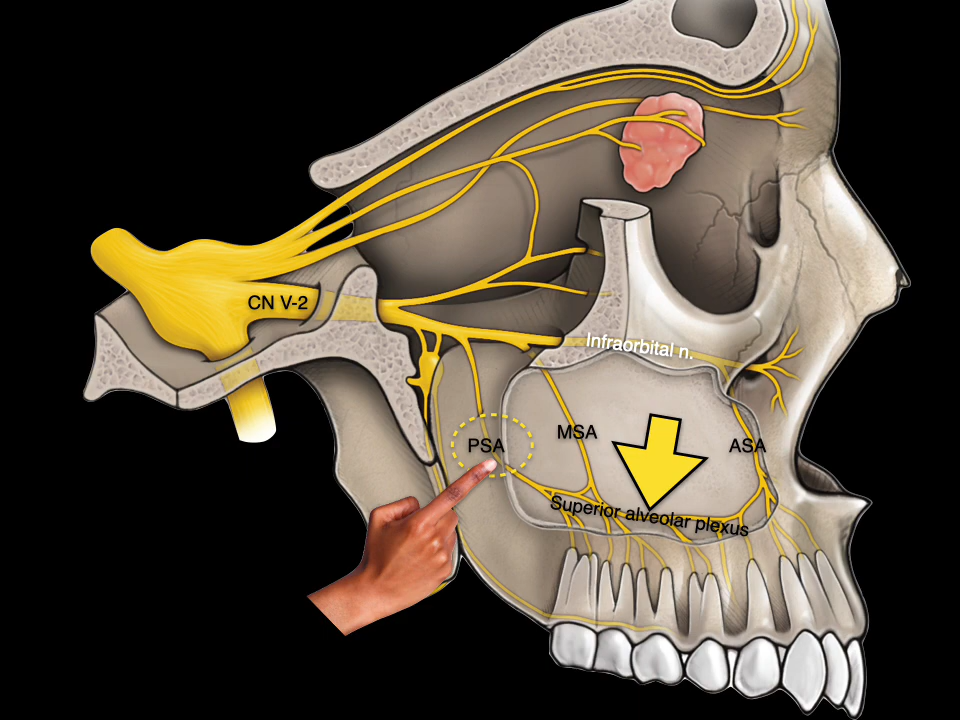 CN V-2
Infraorbital n.
PSA
MSA
ASA
Superior alveolar plexus